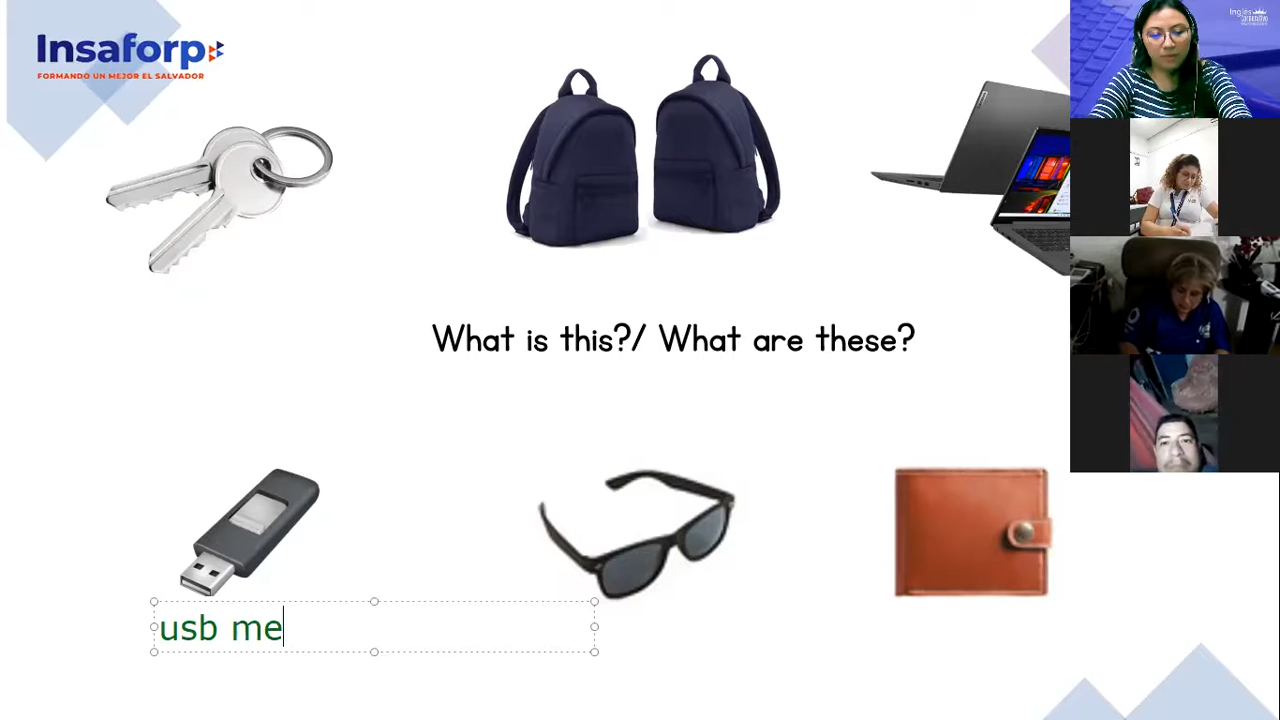 Insaforp
FORMANDO UN MEJOR EL SALVADOR
What is this?/ What are these?
usb me